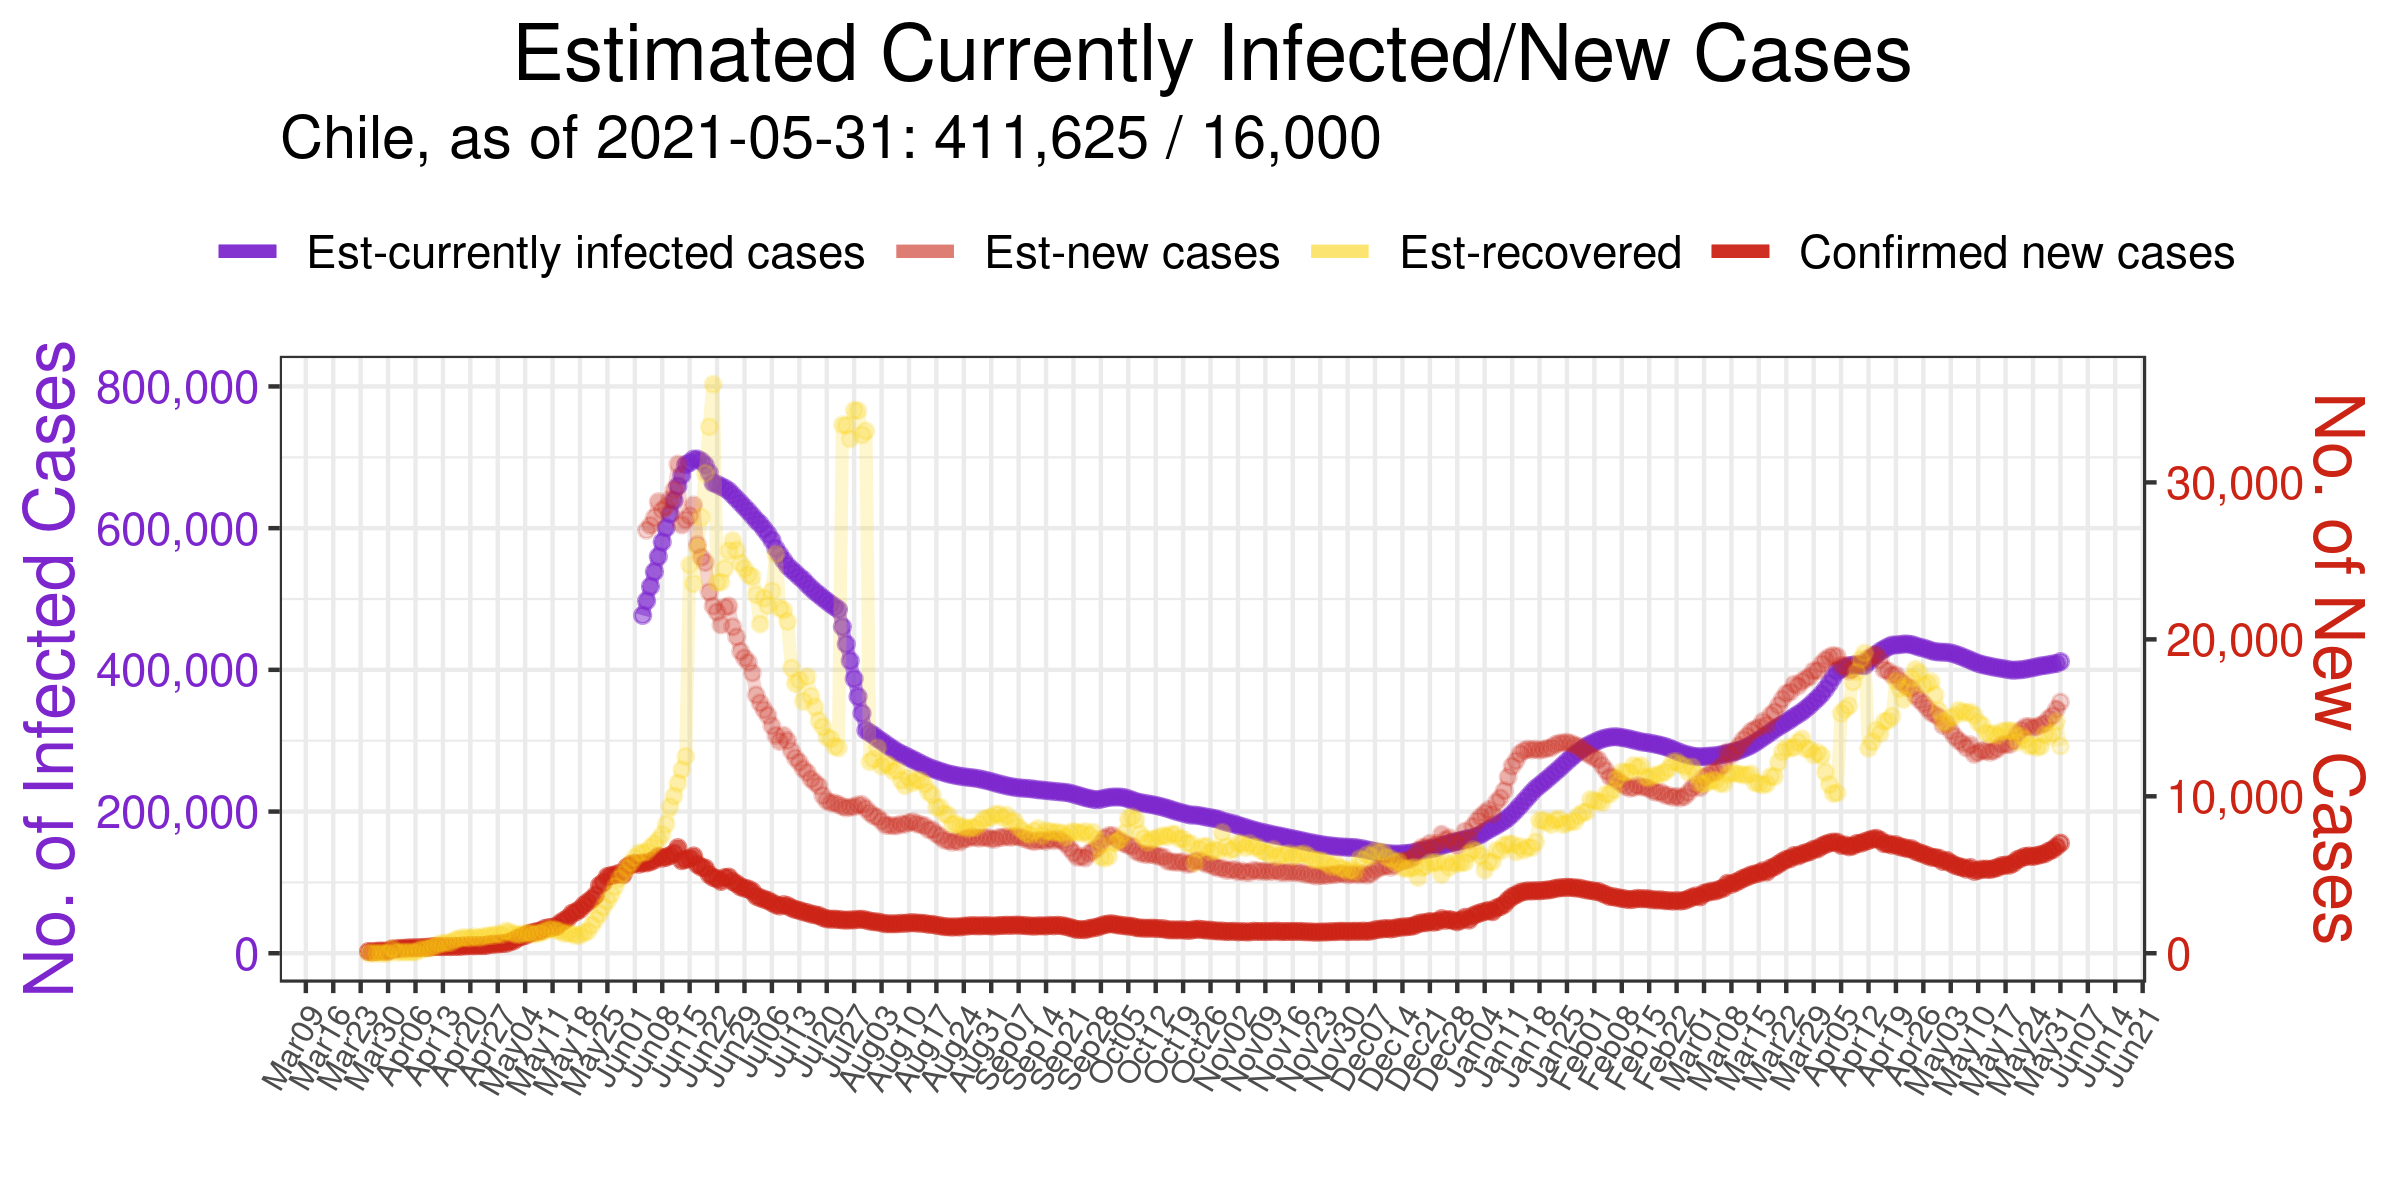 Estimated Currently Infected/New Cases
Chile, as of 2021-05-31: 411,625 / 16,000
Est-currently infected cases
Est-new cases
Est-recovered
Confirmed new cases
No. of Infected Cases
800,000
600,000
400,000
200,000
0
No. of New Cases
30,000
20,000
10,000
0
Mar09
Mar16
Mar23
Mar30
Apr06
Apr13
Apr20
Apr27
May04
May11
May18
May25
Jun01
Jun08
Jun15
Jun22
Jun29
Jul06
Jul13
Jul20
Jul27
Aug03
Aug10
Aug17
Aug24
Aug31
Sep07
Sep14
Sep21
Sep28
Oct05
Oct12
Oct19
Oct26
Nov02
Nov09
Nov16
Nov23
Nov30
Dec07
Dec14
Dec21
Dec28
Jan04
Jan11
Jan18
Jan25
Feb01
Feb08
Feb15
Feb22
Mar01
Mar08
Mar15
Mar22
Mar29
Apr05
Apr12
Apr19
Apr26
May03
May10
May17
May24
May31
Jun07
Jun14
Jun21